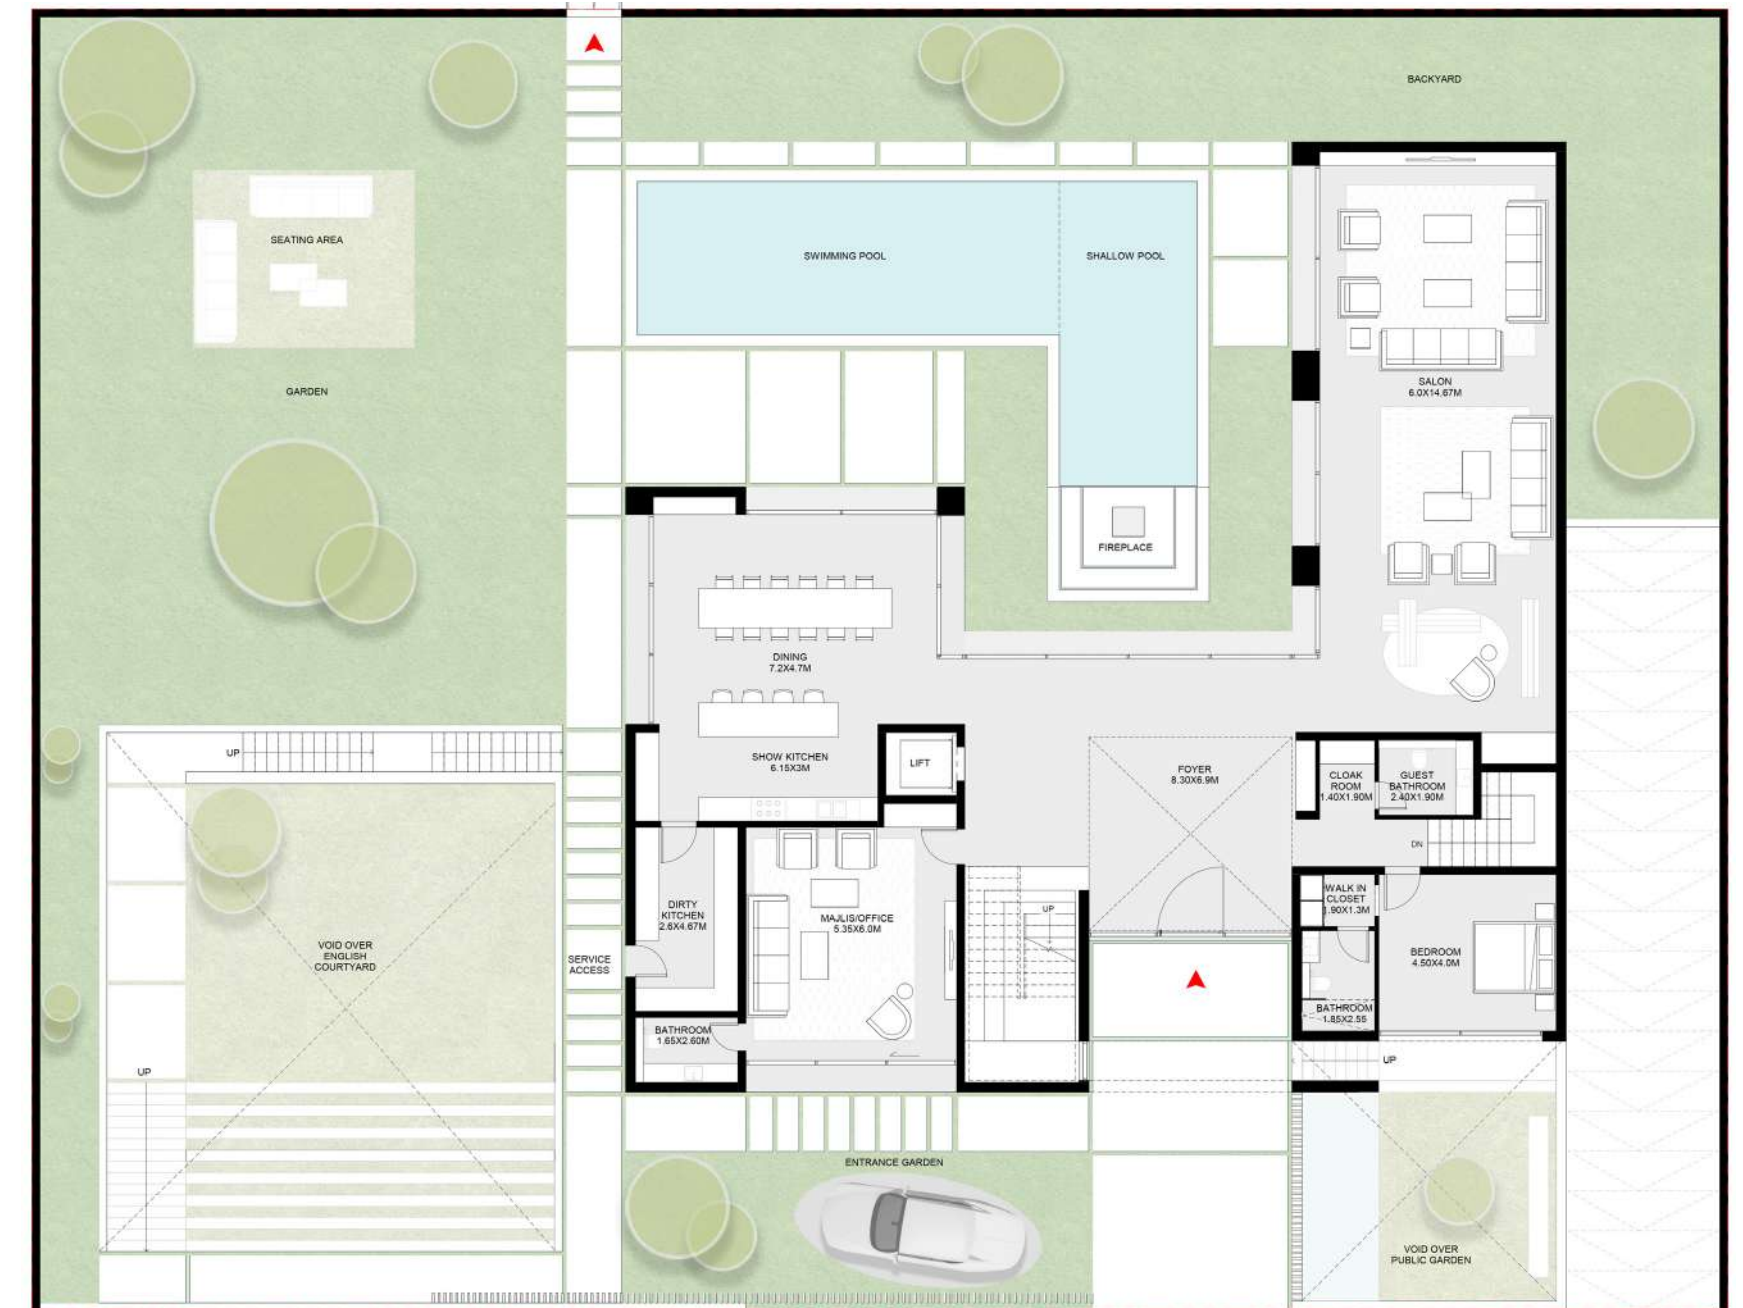 BACKYARD
SEATING AREA
SWIMMING POOL
SHALLOW POOL
SALON
6.0X14.67M
GARDEN
FIREPLACE
DINING
7.2X4.7M
UP
SHOW KITCHEN
6.15X3M
LIFT
FOYER
8.30X6.9M
CLOAK
ROOM
1.40X1.90M
GUEST
BATHROOM
2.40X1.90M
DN
DIRTY
KITCHEN
2.6X4.67M
MAJLIS/OFFICE
5.35X6.0M
UP
WALK IN
CLOSET
.90X1.3M
BEDROOM
4.50X4.0M
VOID OVER
ENGLISH
COURTYARD
SERVICE
ACCESS
BATHROOM
1.65X2.60M
BATHROOM
1.85X2.55
UP
UP
ENTRANCE GARDEN
VOID OVER
PUBLIC GARDEN